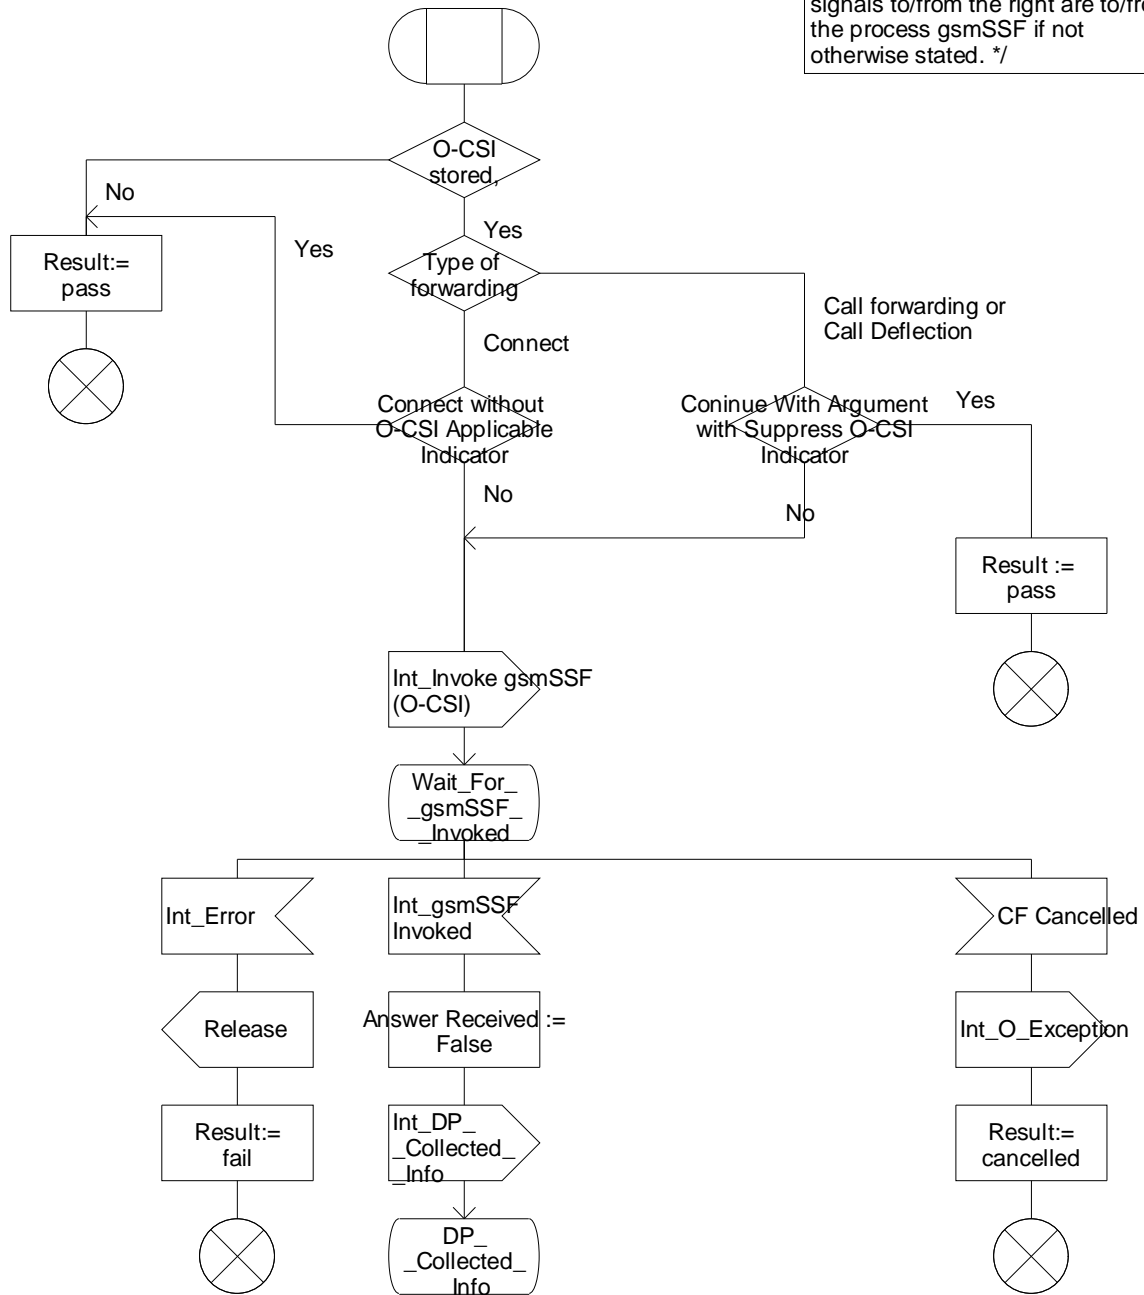 signals to/from the right are to/fro
the process gsmSSF if not
otherwise stated. */
O-CSI
stored,
No
Yes
Yes
Result:=
pass
Type of
forwarding
Call forwarding or
Call Deflection
Connect
Connect without
O-CSI Applicable
Indicator
Coninue With Argument
with Suppress O-CSI
Indicator
Yes
No
No
Result :=
pass
Int_Invoke gsmSSF
(O-CSI)
Wait_For_
_gsmSSF_
_Invoked
Int_Error
Int_gsmSSF
Invoked
CF Cancelled
Release
Answer Received :=
False
Int_O_Exception
Result:=
fail
Int_DP_
_Collected_
_Info
Result:=
cancelled
DP_
_Collected_
_Info